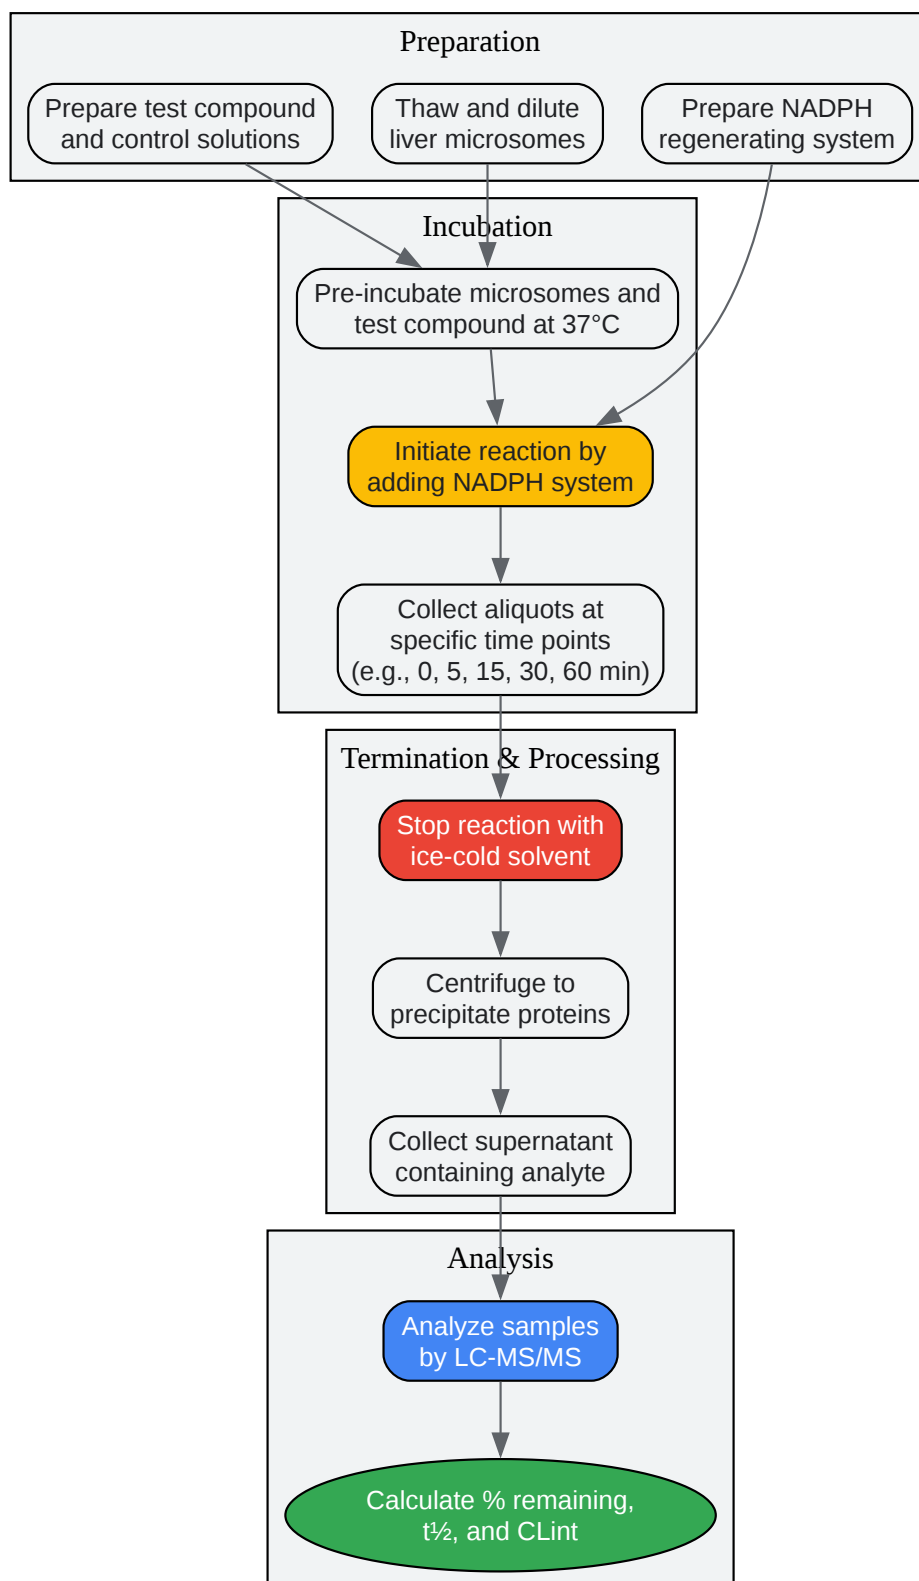 Preparation
Prepare test compound
and control solutions
Thaw and dilute
liver microsomes
Prepare NADPH
regenerating system
Incubation
Pre-incubate microsomes and
test compound at 37°C
Initiate reaction by
adding NADPH system
Collect aliquots at
specific time points
(e.g., 0, 5, 15, 30, 60 min)
Termination & Processing
Stop reaction with
ice-cold solvent
Centrifuge to
precipitate proteins
Collect supernatant
containing analyte
Analysis
Analyze samples
by LC-MS/MS
Calculate % remaining,
t½, and CLint